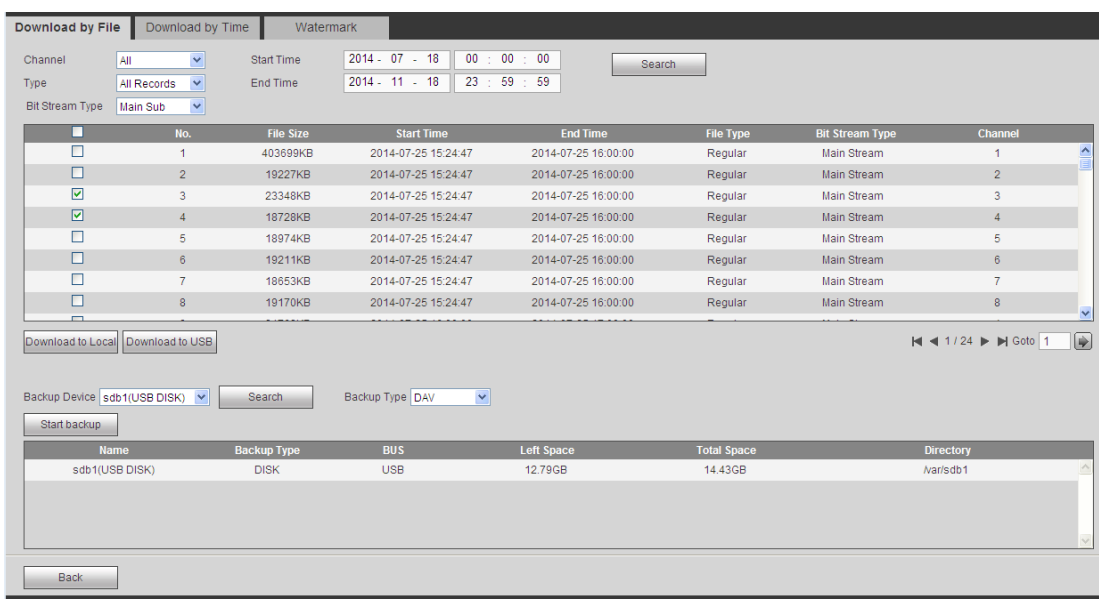 Download by File Download by Time Watermark
Channel All Start Time 2014 - 07 - 18 00 : 00 : 00 Search
Type All Records End Time 2014 - 11 - 18 23 : 59 : 59
Bit Stream Type Main Sub
No. File Size Start Time End Time File Type Bit Stream Type Channel
1 403699KB 2014-07-25 15:24:47 2014-07-25 16:00:00 Regular Main Stream 1
2 19227KB 2014-07-25 15:24:47 2014-07-25 16:00:00 Regular Main Stream 2
3 23348KB 2014-07-25 15:24:47 2014-07-25 16:00:00 Regular Main Stream 3
4 18728KB 2014-07-25 15:24:47 2014-07-25 16:00:00 Regular Main Stream 4
5 18974KB 2014-07-25 15:24:47 2014-07-25 16:00:00 Regular Main Stream 5
6 19211KB 2014-07-25 15:24:47 2014-07-25 16:00:00 Regular Main Stream 6
7 18653KB 2014-07-25 15:24:47 2014-07-25 16:00:00 Regular Main Stream 7
8 19170KB 2014-07-25 15:24:47 2014-07-25 16:00:00 Regular Main Stream 8
Download to Local Download to USB 1 / 24 Goto 1
Backup Device sdb1(USB DISK) Search Backup Type DAV
Start backup
Name Backup Type BUS Left Space Total Space Directory
sdb1(USB DISK) DISK USB 12.79GB 14.43GB /var/sdb1
Back